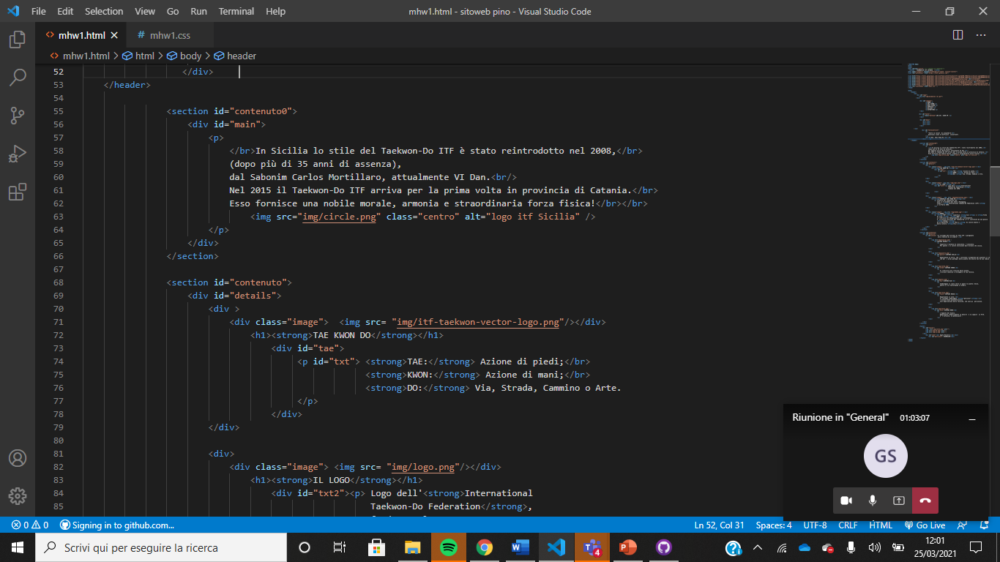 File Edit Selection View Go Run Terminal Help mhw1.html - sitoweb pino - Visual Studio Code
mhw1.html mhw1.css
mhw1.html > html > body > header
52 </div>
53 </header>
54
55 <section id="contenuto0">
56 <div id="main">
57 <p>
58 </br>In Sicilia lo stile del Taekwon-Do ITF è stato reintrodotto nel 2008,</br>
59 (dopo più di 35 anni di assenza),
60 dal Sabonim Carlos Mortillaro, attualmente VI Dan.<br/>
61 Nel 2015 il Taekwon-Do ITF arriva per la prima volta in provincia di Catania.</br>
62 Esso fornisce una nobile morale, armonia e straordinaria forza fisica!</br></br>
63 <img src="img/circle.png" class="centro" alt="logo itf Sicilia" />
64 </p>
65 </div>
66 </section>
67
68 <section id="contenuto">
69 <div id="details">
70 <div >
71 <div class="image"> <img src= "img/itf-taekwon-vector-logo.png"/></div>
72 <h1><strong>TAE KWON DO</strong></h1>
73 <div id="tae">
74 <p id="txt"> <strong>TAE:</strong> Azione di piedi;</br>
75 <strong>KWON:</strong> Azione di mani;</br>
76 <strong>DO:</strong> Via, Strada, Cammino o Arte.
77 </p>
78 </div>
79 </div>
80
81 <div>
82 <div class="image"> <img src= "img/logo.png"/></div>
83 <h1><strong>IL LOGO</strong></h1>
84 <div id="txt2"><p> Logo dell'<strong>International
85 Taekwon-Do Federation</strong>,
Riunione in "General" 01:03:07
GS
0 0 Signing in to github.com... Ln 52, Col 31 Spaces: 4 UTF-8 CRLF HTML Go Live
Scrivi qui per eseguire la ricerca
4
12:01
25/03/2021